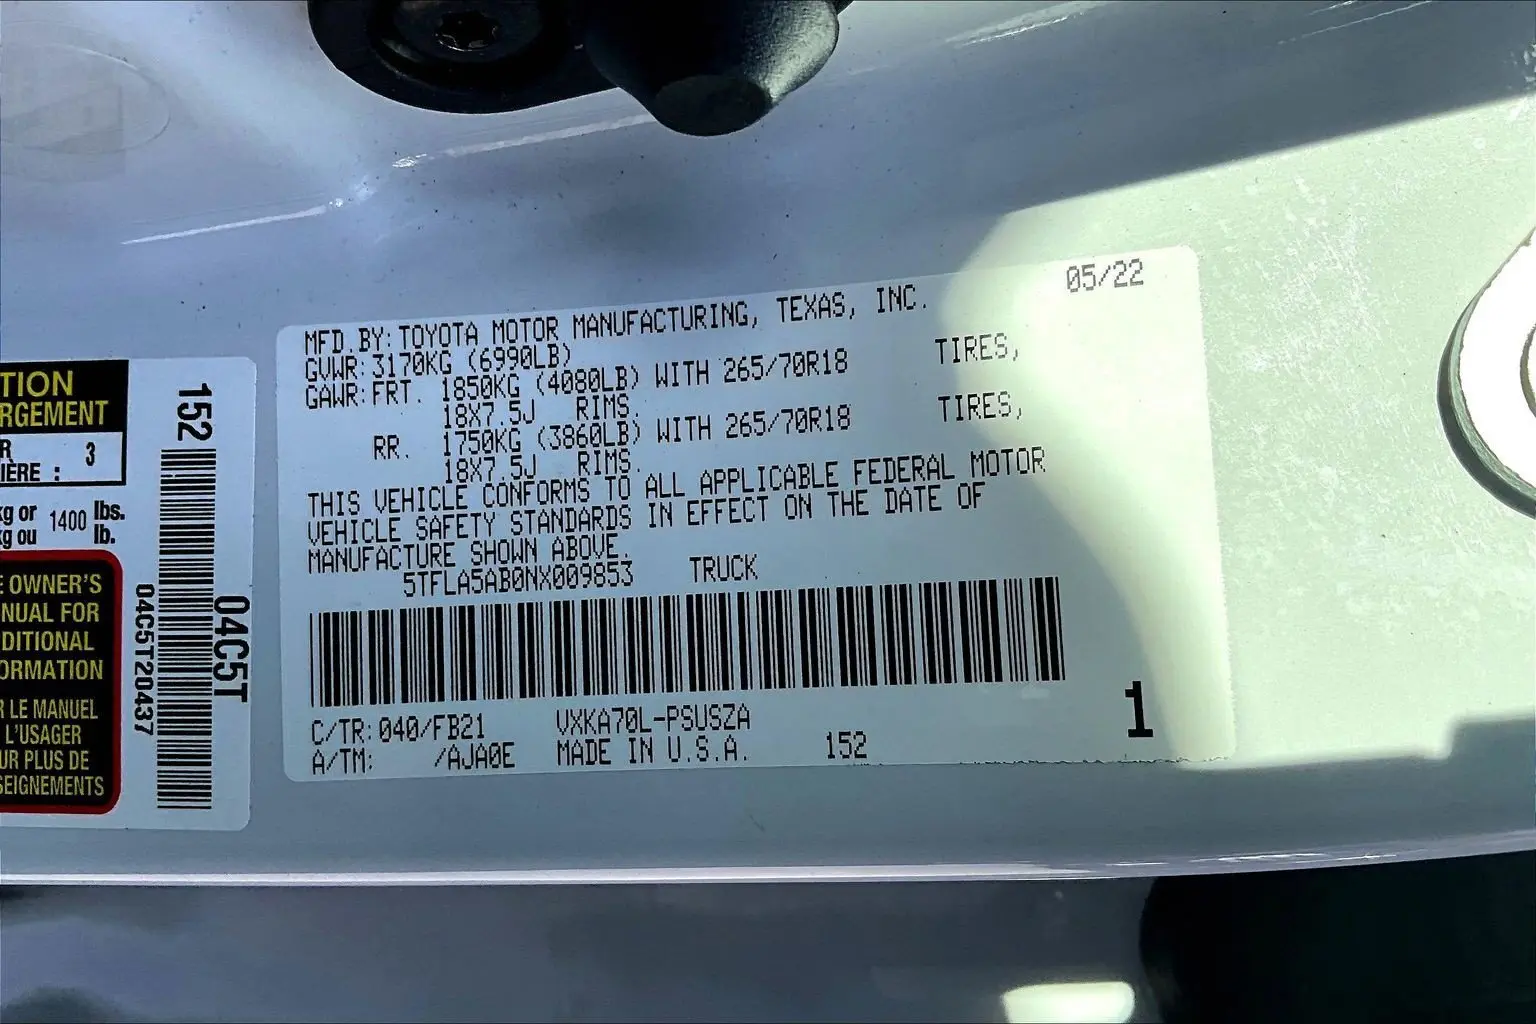 TION
RGEMENT
R 3
IÈRE :
kg or 1400 lbs.
kg ou lb.
E OWNER'S
NUAL FOR
DITIONAL
ORMATION
R LE MANUEL
L'USAGER
UR PLUS DE
SEIGNEMENTS
152
04C5T20437
04C5T
05/22
MFD. BY: TOYOTA MOTOR MANUFACTURING, TEXAS, INC.
GVWR: 3170KG (6990LB)
GAWR: FRT. 1850KG (4080LB) WITH 265/70R18 TIRES,
18X7.5J RIMS.
RR. 1750KG (3860LB) WITH 265/70R18 TIRES,
18X7.5J RIMS.
THIS VEHICLE CONFORMS TO ALL APPLICABLE FEDERAL MOTOR
VEHICLE SAFETY STANDARDS IN EFFECT ON THE DATE OF
MANUFACTURE SHOWN ABOVE.
5TFLA5AB0NX009853 TRUCK
C/TR: 040/FB21 VXKA70L-PSUSZA
A/TM: /AJA0E MADE IN U.S.A. 152
1